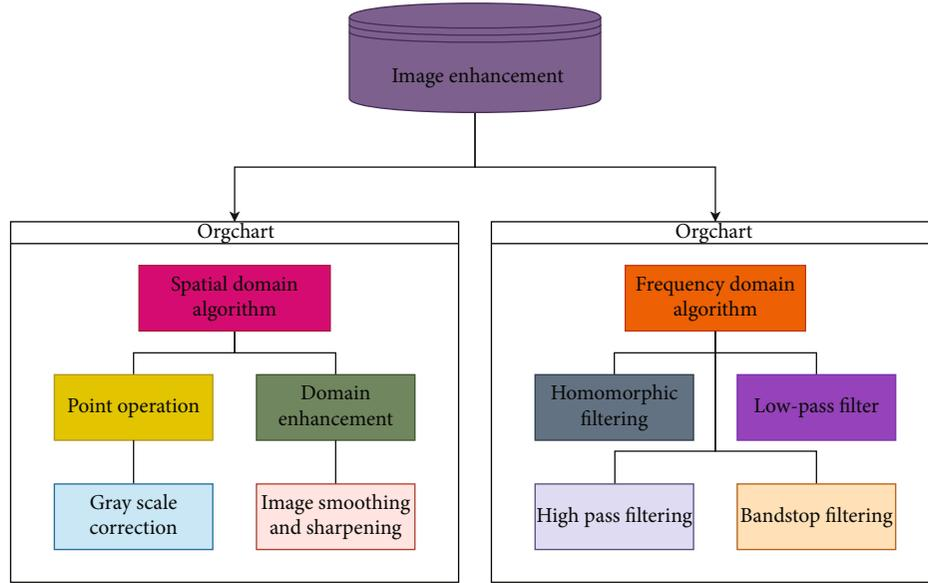 Image enhancement
Orgchart
Spatial domain
algorithm
Point operation
Domain
enhancement
Gray scale
correction
Image smoothing
and sharpening
Orgchart
Frequency domain
algorithm
Homomorphic
filtering
Low-pass filter
High pass filtering
Bandstop filtering